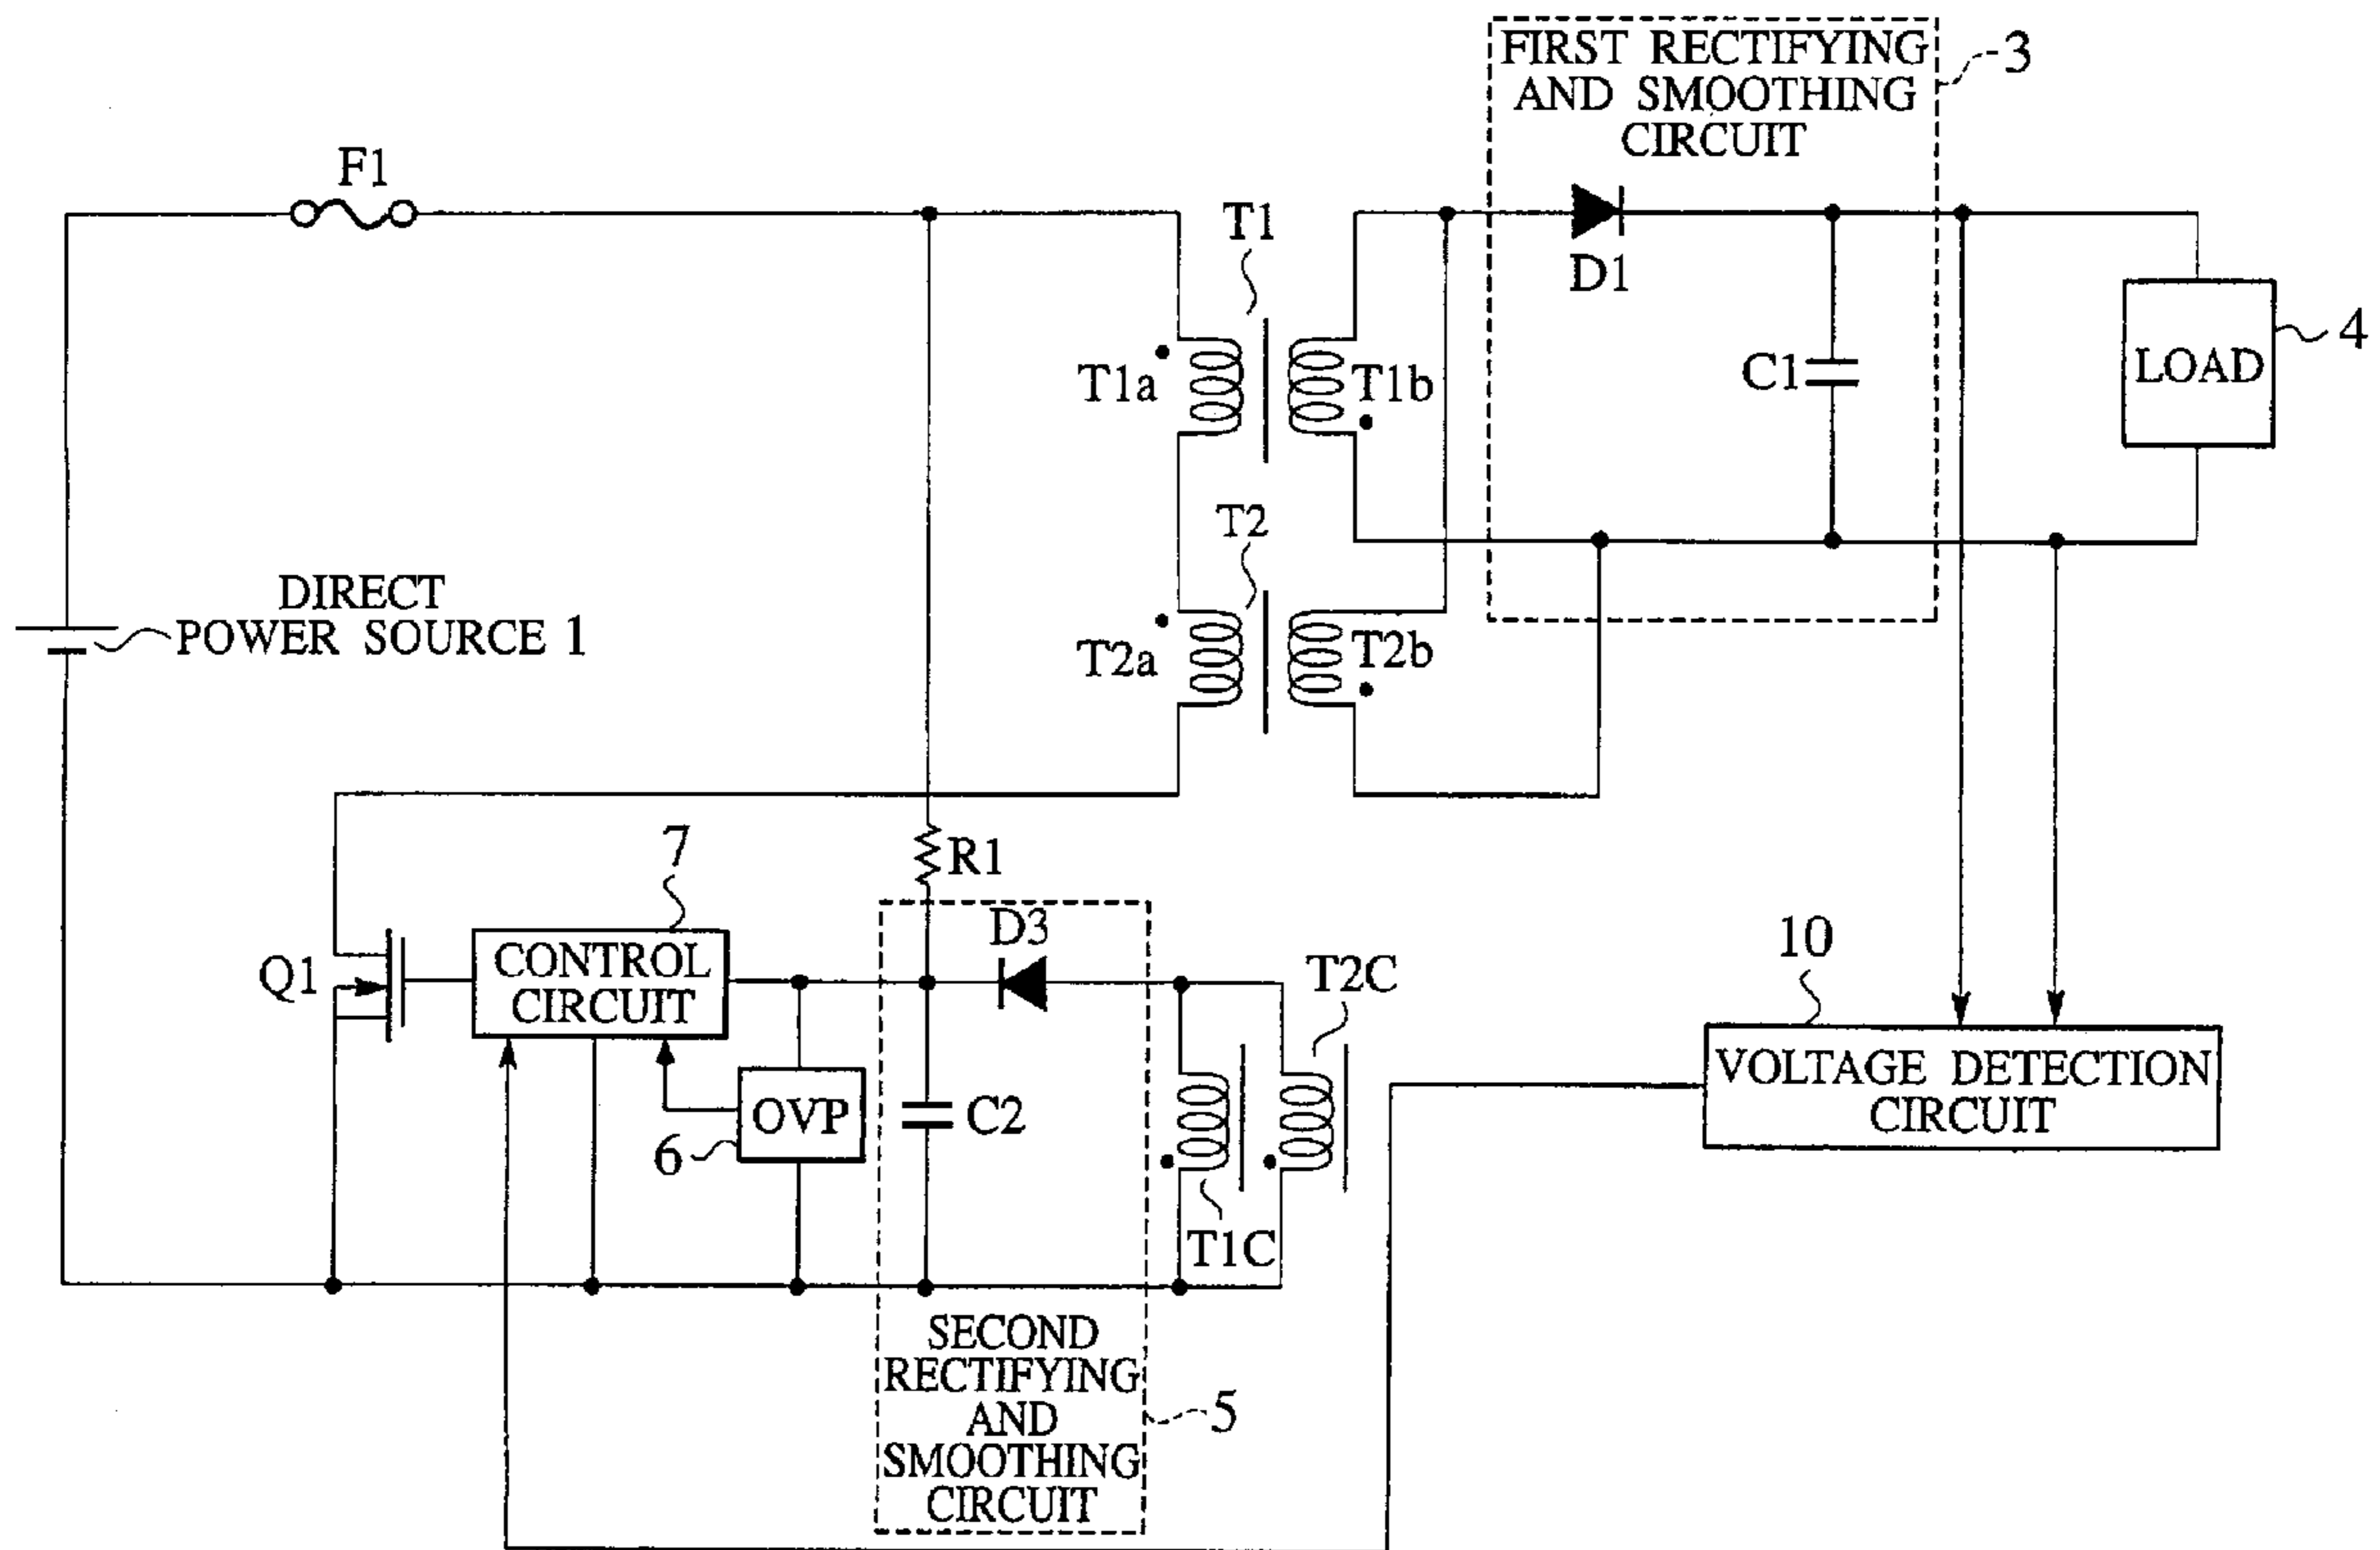 FIRST RECTIFYING
AND SMOOTHING
CIRCUIT
3
F1
T1
D1
T1a
T1b
C1
LOAD
4
T2
DIRECT
POWER SOURCE 1
T2a
T2b
R1
7
D3
Q1
CONTROL
CIRCUIT
T2C
10
VOLTAGE DETECTION
CIRCUIT
OVP
6
C2
T1C
SECOND
RECTIFYING
AND
SMOOTHING
CIRCUIT
5